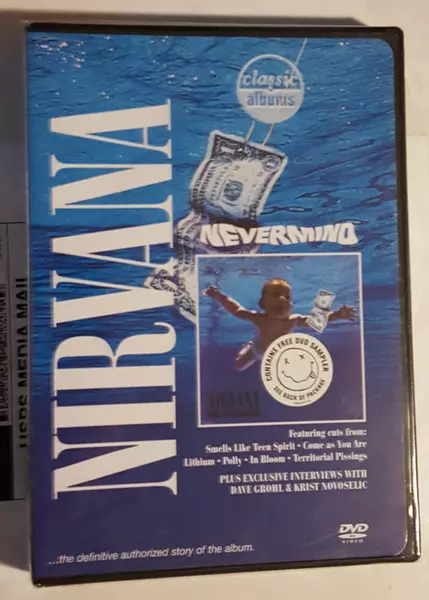 classic
albums
NIRVANA
NEVERMIND
CONTAINS FREE DVD SAMPLER
SEE BACK OF PACKAGE
NIRVANA
Featuring cuts from:
Smells Like Teen Spirit • Come as You Are
Lithium • Polly • In Bloom • Territorial Pissings
PLUS EXCLUSIVE INTERVIEWS WITH
DAVE GROHL & KRIST NOVOSELIC
DVD
VIDEO
...the definitive authorized story of the album.
USPS MEDIA MAIL